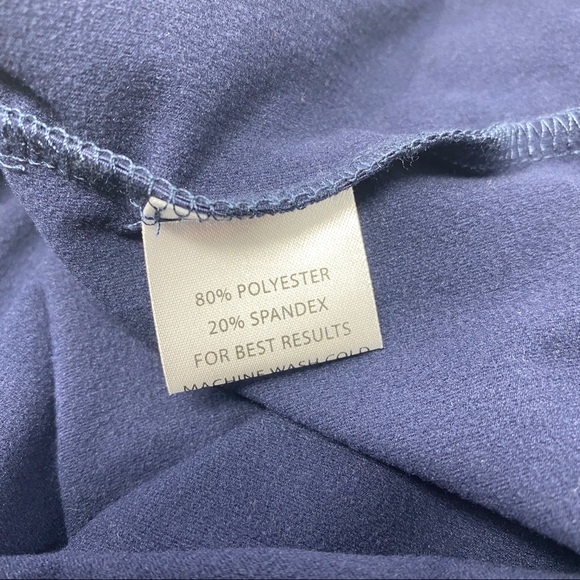 80% POLYESTER
20% SPANDEX
FOR BEST RESULTS
MACHINE WASH COLD